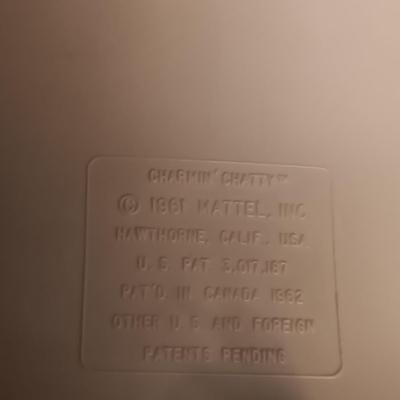 CHARMIN' CHATTY™
© 1961 MATTEL, INC.
HAWTHORNE, CALIF., USA
U. S. PAT. 3,017,187
PAT'D. IN CANADA 1962
OTHER U. S. AND FOREIGN
PATENTS PENDING